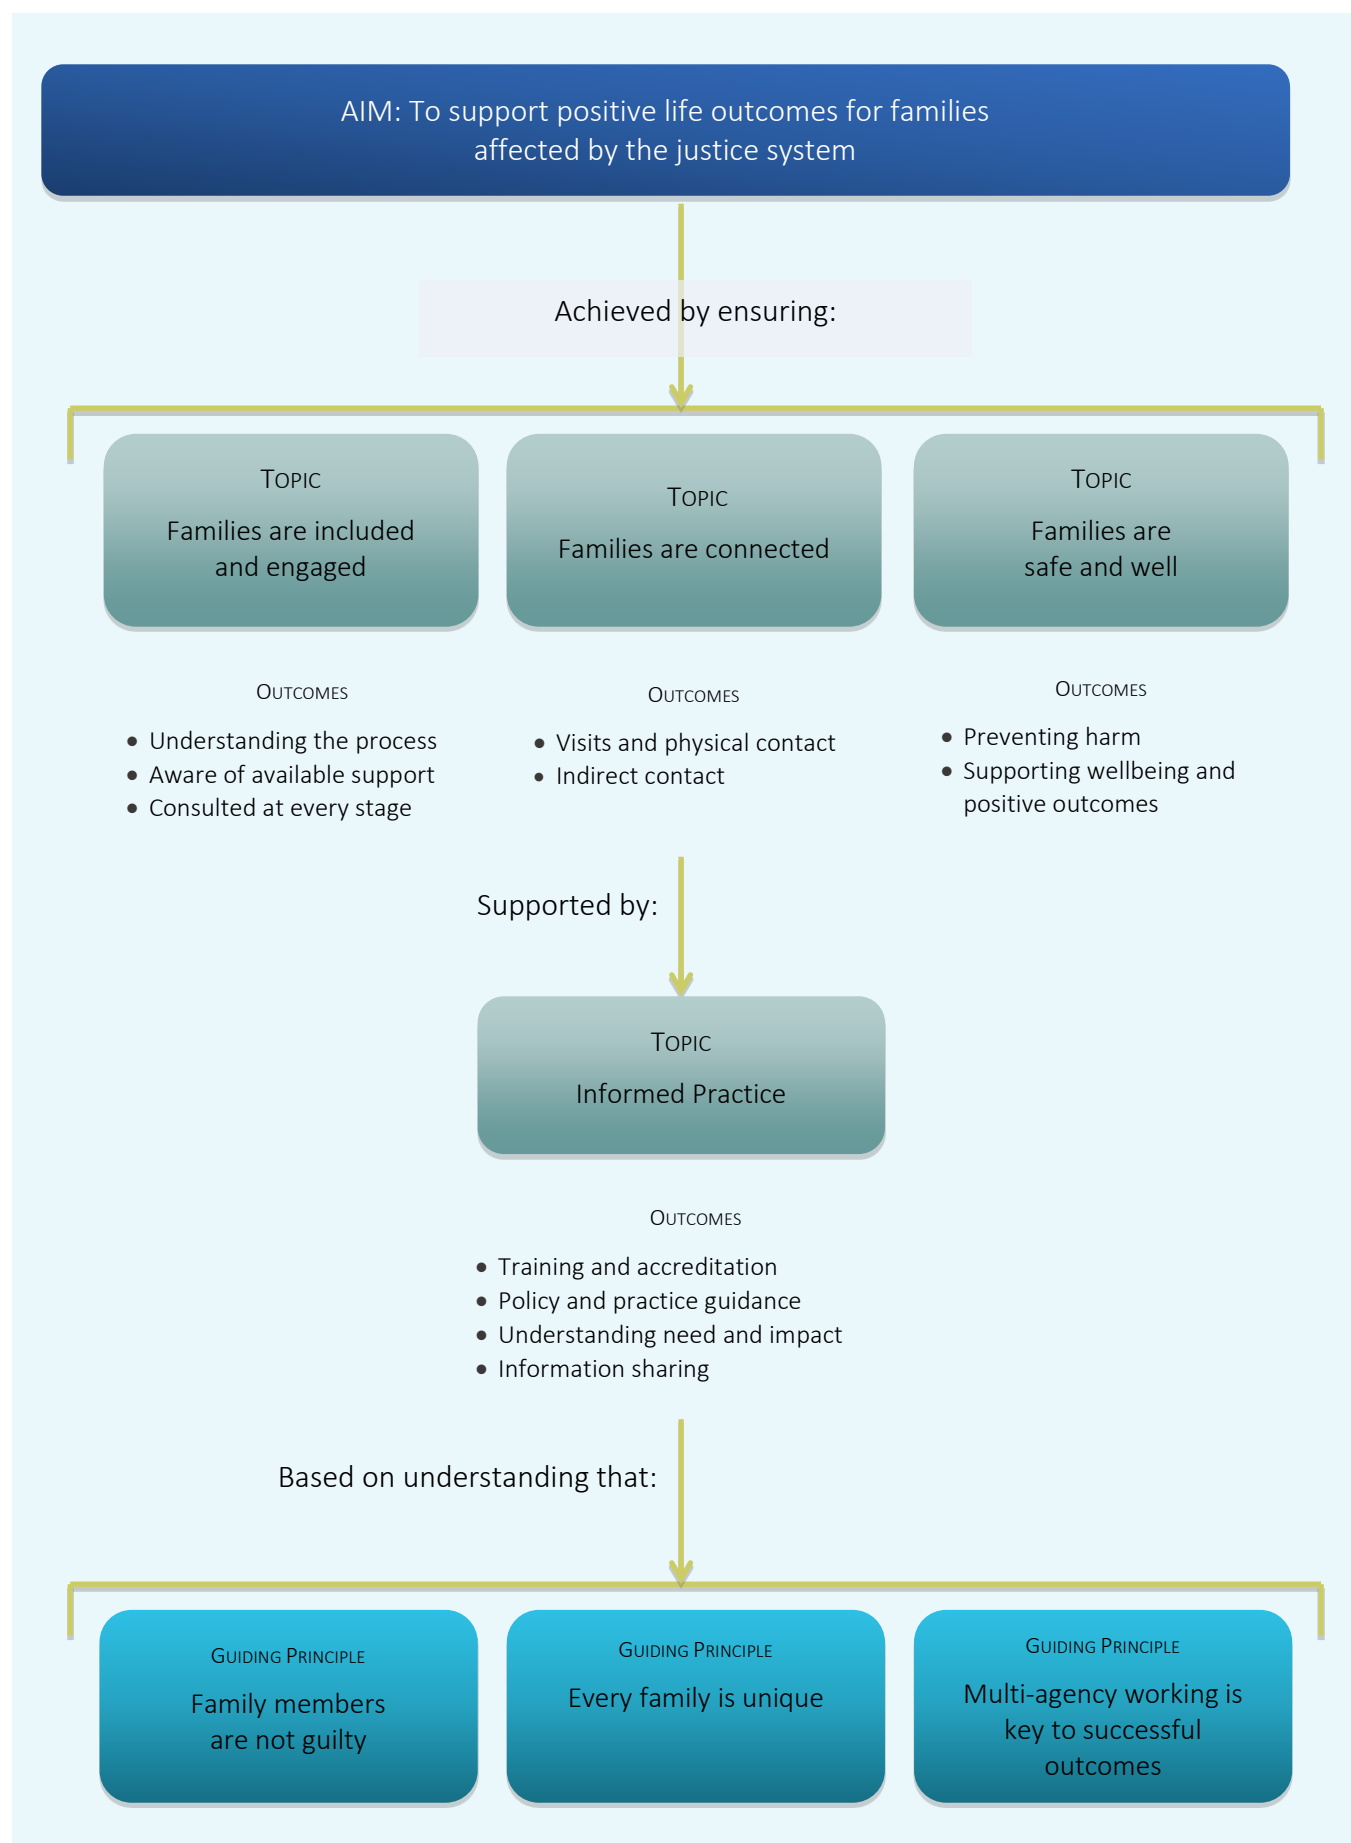 AIM: To support positive life outcomes for families
affected by the justice system
Achieved by ensuring:
Topic
Families are included
and engaged
Topic
Families are connected
Topic
Families are
safe and well
Outcomes
• Understanding the process
• Aware of available support
• Consulted at every stage
Outcomes
• Visits and physical contact
• Indirect contact
Outcomes
• Preventing harm
• Supporting wellbeing and
positive outcomes
Supported by:
Topic
Informed Practice
Outcomes
• Training and accreditation
• Policy and practice guidance
• Understanding need and impact
• Information sharing
Based on understanding that:
Guiding Principle
Family members
are not guilty
Guiding Principle
Every family is unique
Guiding Principle
Multi-agency working is
key to successful
outcomes